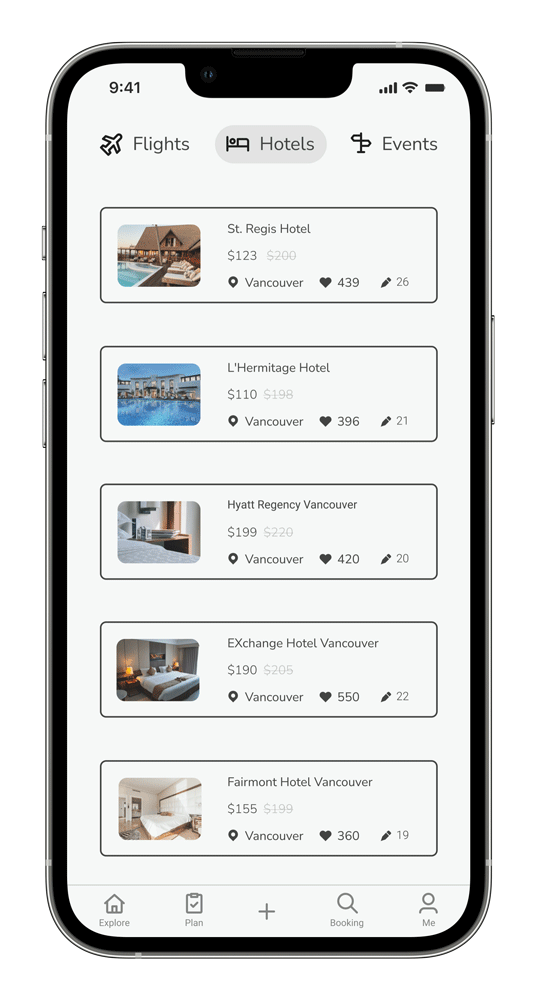 9:41
Flights Hotels Events
St. Regis Hotel
$123 $200
Vancouver 439 26
L'Hermitage Hotel
$110 $198
Vancouver 396 21
Hyatt Regency Vancouver
$199 $220
Vancouver 420 20
EXchange Hotel Vancouver
$190 $205
Vancouver 550 22
Fairmont Hotel Vancouver
$155 $199
Vancouver 360 19
Explore Plan Booking Me